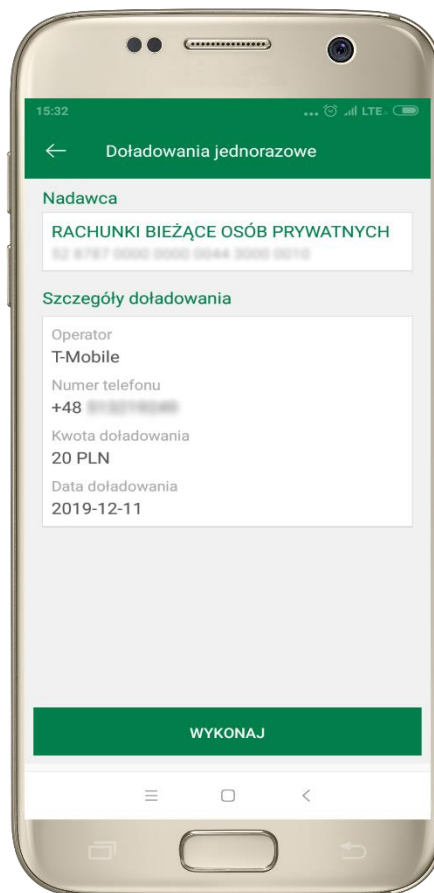 15:32
LTE
Doładowania jednorazowe
Nadawca
RACHUNKI BIEŻĄCE OSÓB PRYWATNYCH
Szczegóły doładowania
Operator
T-Mobile
Numer telefonu
+48
Kwota doładowania
20 PLN
Data doładowania
2019-12-11
WYKONAJ